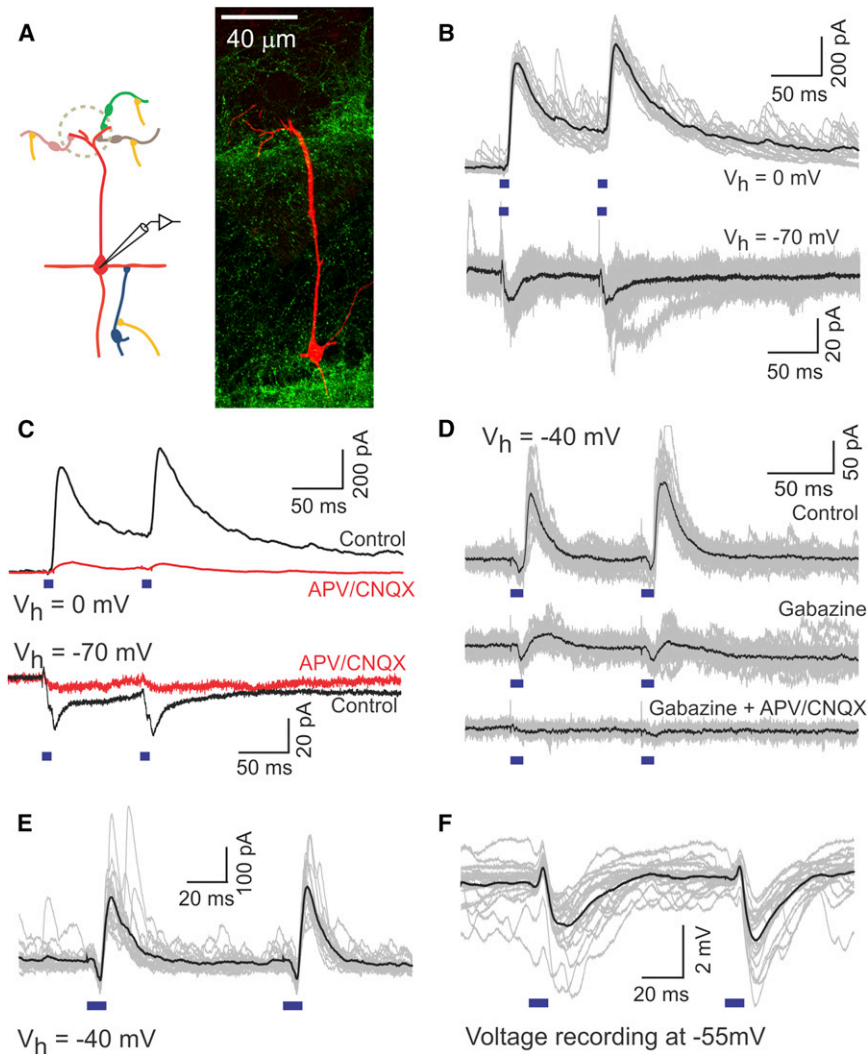 A
40 μm
B
200 pA
50 ms
Vh = 0 mV
Vh = -70 mV
20 pA
50 ms
C
200 pA
50 ms
Control
APV/CNQX
Vh = 0 mV
Vh = -70 mV
APV/CNQX
Control
20 pA
50 ms
D
Vh = -40 mV
50 pA
50 ms
Control
Gabazine
Gabazine + APV/CNQX
E
100 pA
20 ms
Vh = -40 mV
F
2 mV
20 ms
Voltage recording at -55mV